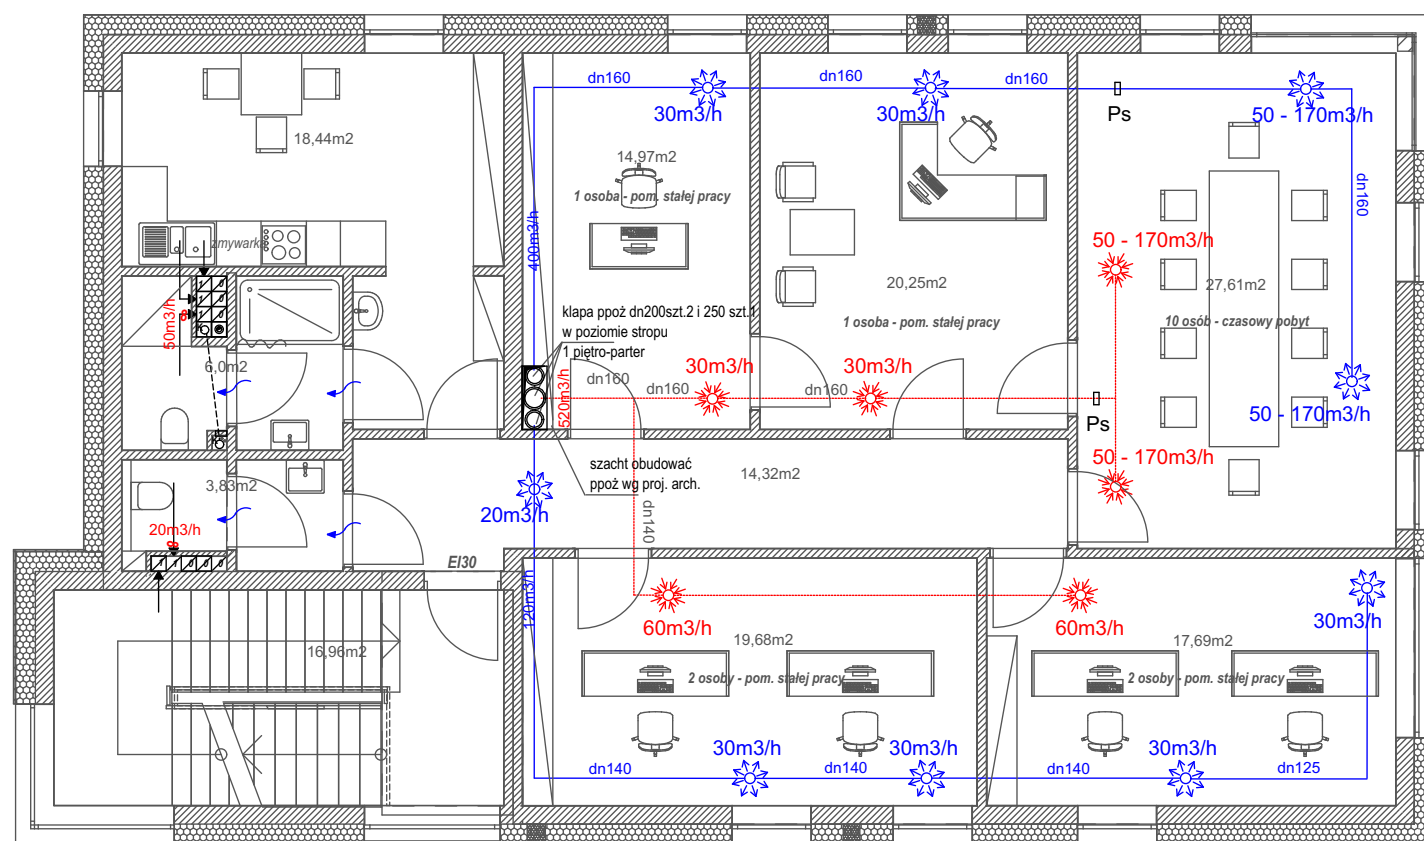 dn160
dn160
dn160
30m3/h
30m3/h
Ps
50 - 170m3/h
18,44m2
14,97m2
1 osoba - pom. stałej pracy
dn160
400m3/h
zmywarka
50 - 170m3/h
20,25m2
27,61m2
1 osoba - pom. stałej pracy
10 osób - czasowy pobyt
klapa ppoż dn200szt.2 i 250 szt.1
w poziomie stropu
1 piętro-parter
50m3/h
6,0m2
dn160
30m3/h
dn160
30m3/h
dn160
520m3/h
Ps
50 - 170m3/h
50 - 170m3/h
szacht obudować
ppoż wg proj. arch.
14,32m2
3,83m2
20m3/h
20m3/h
dn140
EI30
120m3/h
60m3/h
60m3/h
30m3/h
16,96m2
19,68m2
17,69m2
2 osoby - pom. stałej pracy
2 osoby - pom. stałej pracy
30m3/h
30m3/h
30m3/h
dn140
dn140
dn140
dn125